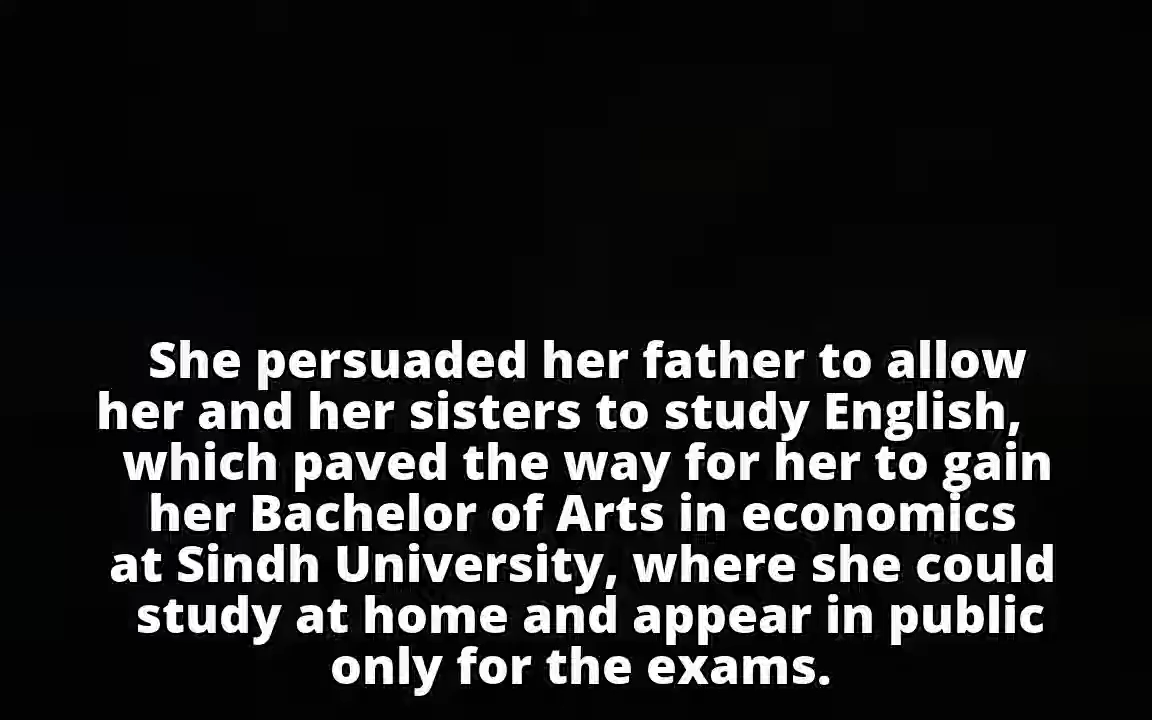 She persuaded her father to allow
her and her sisters to study English,
which paved the way for her to gain
her Bachelor of Arts in economics
at Sindh University, where she could
study at home and appear in public
only for the exams.